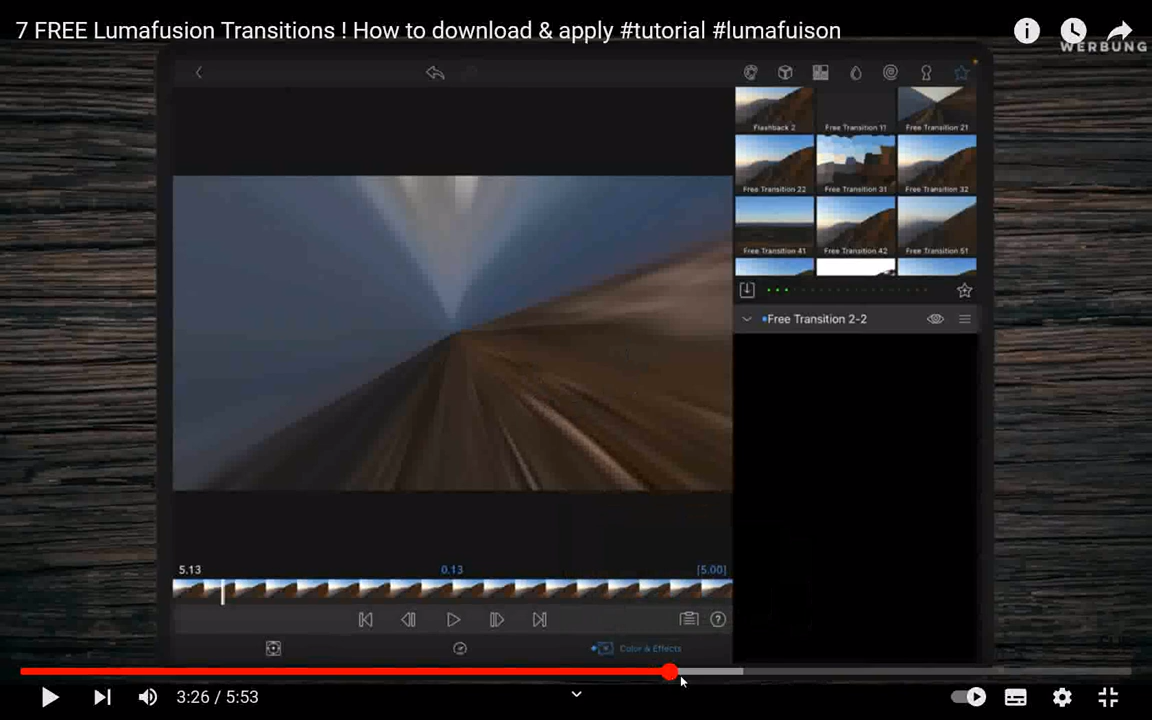 7 FREE Lumafusion Transitions ! How to download & apply #tutorial #lumafuison
WERBUNG
Flashback 2
Free Transition 11
Free Transition 21
Free Transition 22
Free Transition 31
Free Transition 32
Free Transition 41
Free Transition 42
Free Transition 51
Free Transition 2-2
5.13
0.13
[5.00]
Color & Effects
3:26 / 5:53